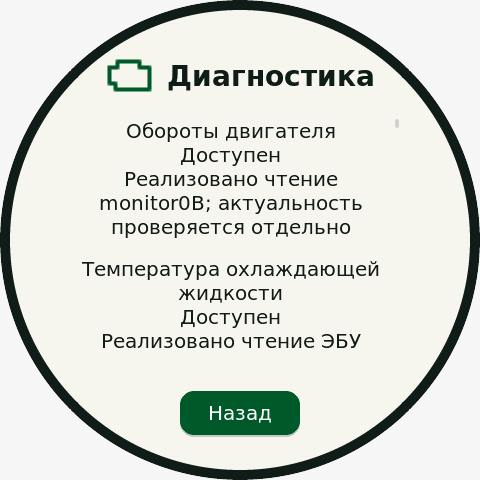 Диагностика
Обороты двигателя
Доступен
Реализовано чтение
monitor0B; актуальность
проверяется отдельно
Температура охлаждающей
жидкости
Доступен
Реализовано чтение ЭБУ
Назад